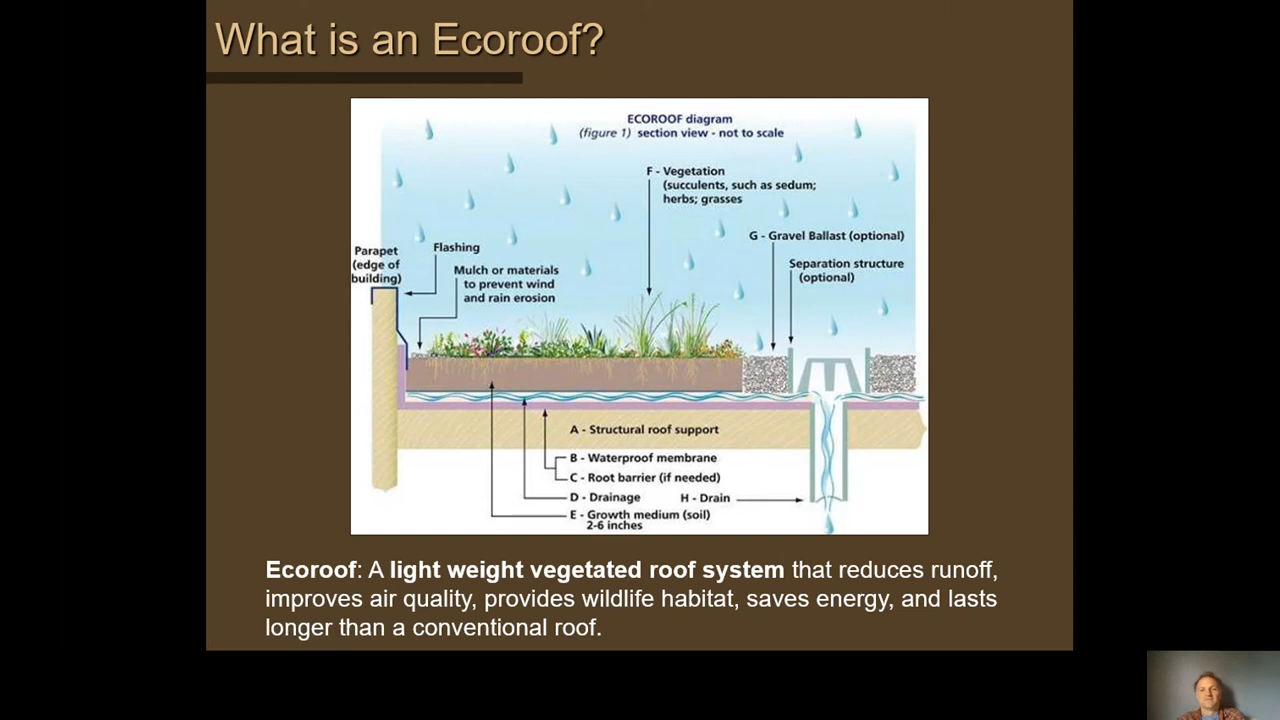 What is an Ecoroof?
ECOROOF diagram
(figure 1) section view - not to scale
F - Vegetation
(succulents, such as sedum;
herbs; grasses
G - Gravel Ballast (optional)
Separation structure
(optional)
Parapet
(edge of
building)
Flashing
Mulch or materials
to prevent wind
and rain erosion
A - Structural roof support
B - Waterproof membrane
C - Root barrier (if needed)
D - Drainage
H - Drain
E - Growth medium (soil)
2-6 inches
Ecoroof: A light weight vegetated roof system that reduces runoff,
improves air quality, provides wildlife habitat, saves energy, and lasts
longer than a conventional roof.